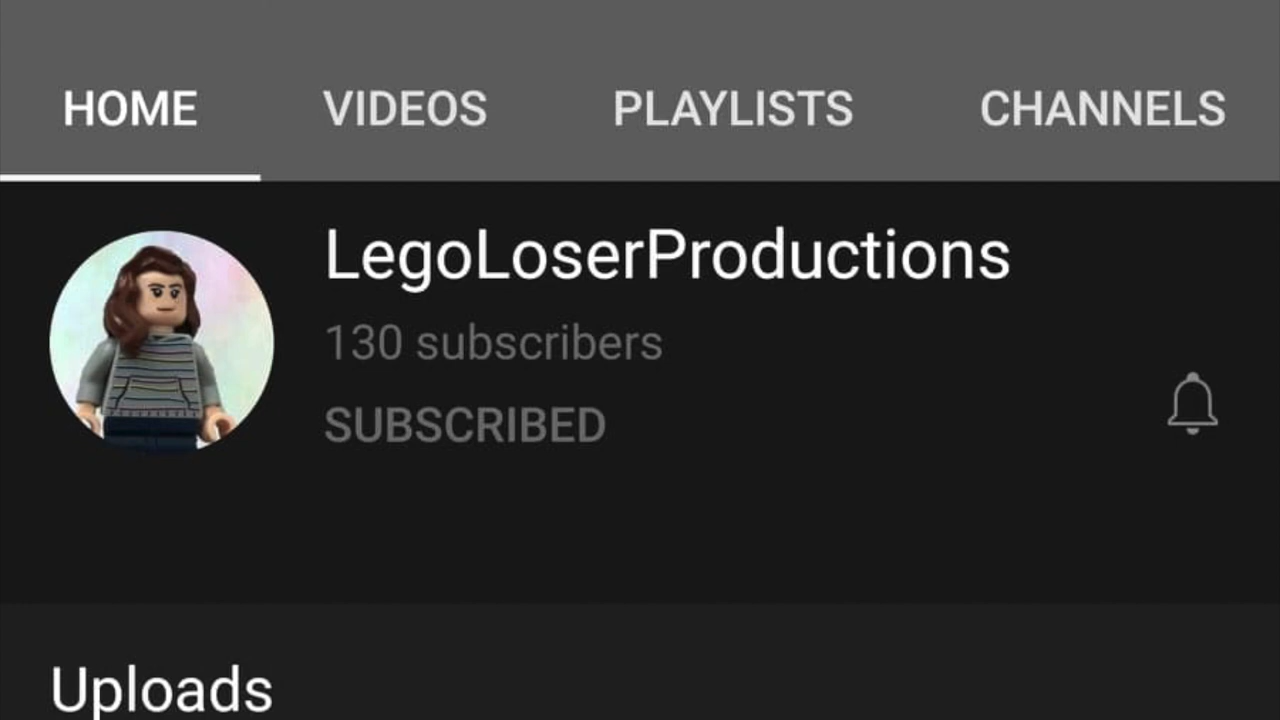 HOME VIDEOS PLAYLISTS CHANNELS
LegoLoserProductions
130 subscribers
SUBSCRIBED
Uploads